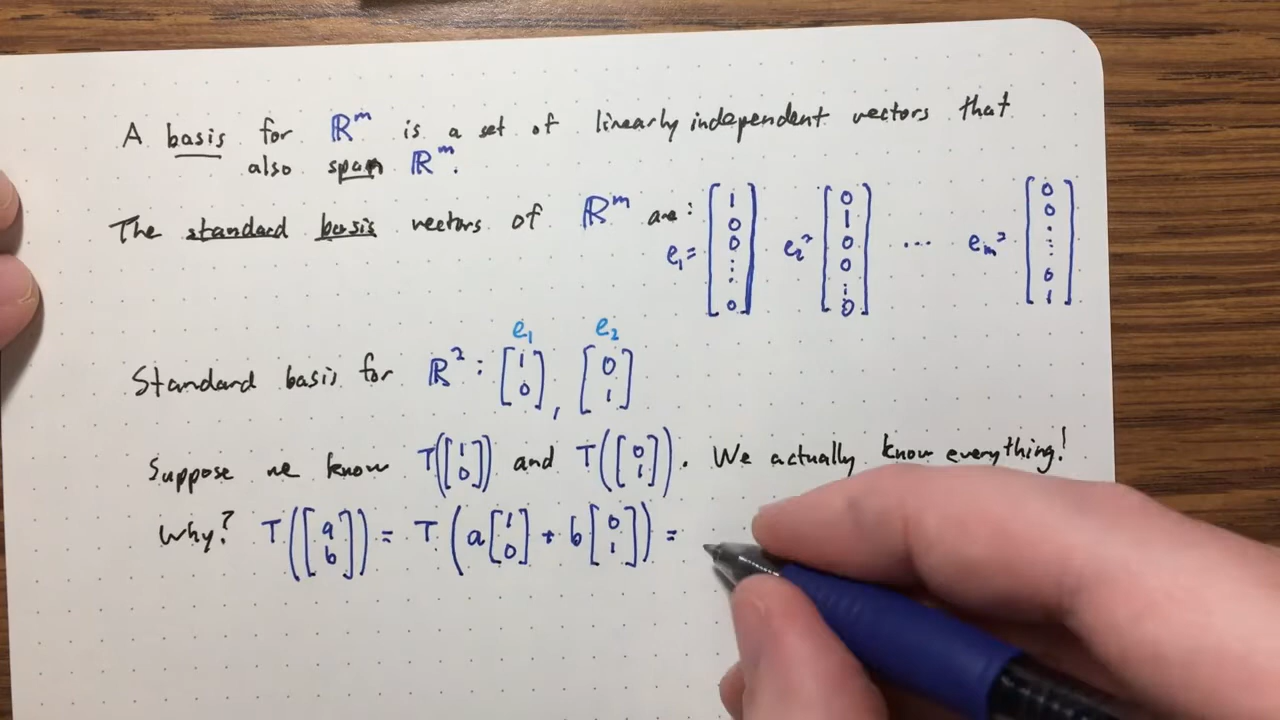 A basis for ℝᵐ is a set of linearly independent vectors that
also span ℝᵐ.
The standard basis vectors of ℝᵐ are: e₁ = [1 0 0 ⋮ 0] e₂ = [0 1 0 0 ⋮ 0] ... eₘ = [0 0 ⋮ 0 1]
e₁ e₂
Standard basis for ℝ²: [1 0], [0 1]
Suppose we know T([1 0]) and T([0 1]). We actually know everything!
Why? T([a b]) = T(a[1 0] + b[0 1]) =